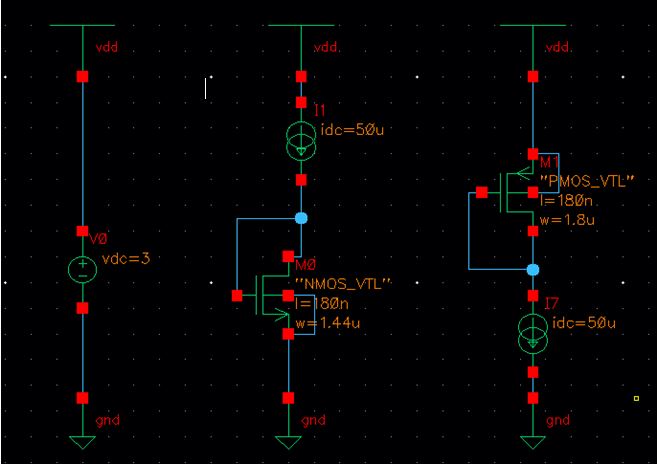 vdd
V0
vdc=3
gnd
vdd
I1
idc=50u
M0
"NMOS_VTL"
l=180n
w=1.44u
gnd
vdd
M1
"PMOS_VTL"
l=180n
w=1.8u
I7
idc=50u
gnd